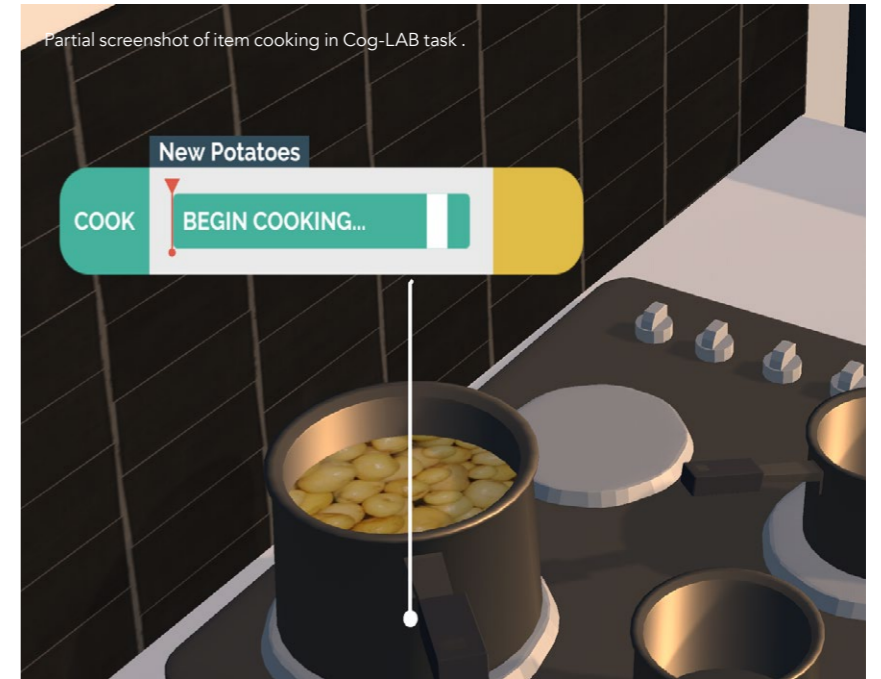 Partial screenshot of item cooking in Cog-LAB task .
New Potatoes
COOK
BEGIN COOKING...